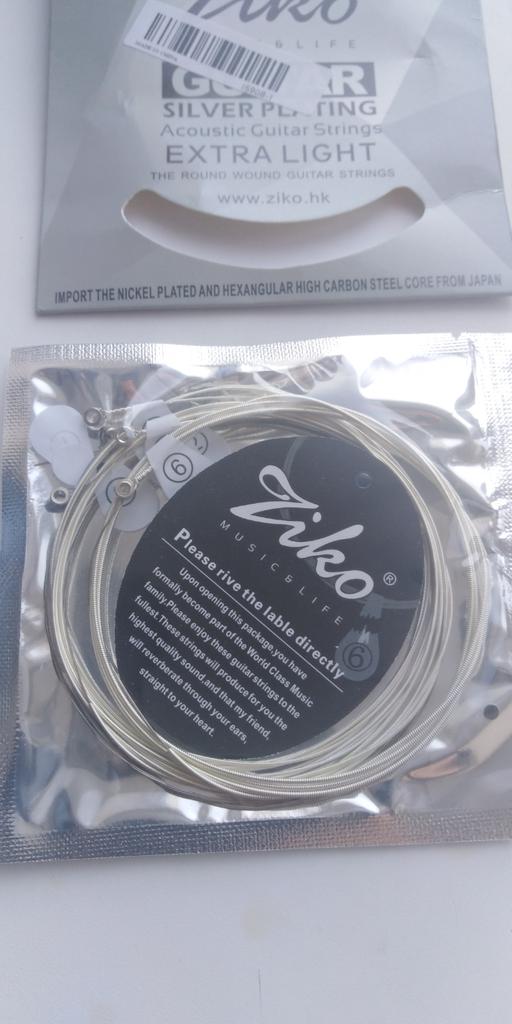 Ziko
MUSIC & LIFE
MADE IN CHINA
GUITAR
SILVER PLATING
Acoustic Guitar Strings
EXTRA LIGHT
THE ROUND WOUND GUITAR STRINGS
www.ziko.hk
IMPORT THE NICKEL PLATED AND HEXANGULAR HIGH CARBON STEEL CORE FROM JAPAN
6
Ziko®
MUSIC & LIFE
Please rive the lable directly
Upon opening this package,you have
formally become part of the World Class Music
family.Please enjoy these guitar strings to the
fullest.These strings will produce for you the
highest quality sound,and that my friend,
will reverberate through your ears,
straight to your heart.
6